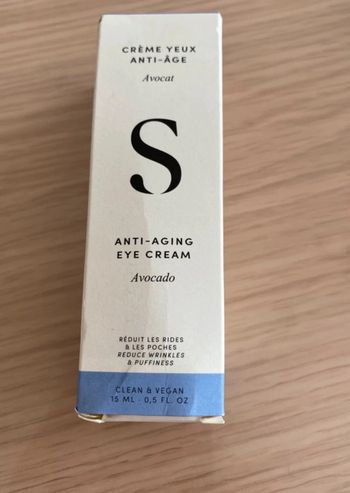 CRÈME YEUX
ANTI-ÂGE
Avocat
S
ANTI-AGING
EYE CREAM
Avocado
RÉDUIT LES RIDES
& LES POCHES
REDUCE WRINKLES
& PUFFINESS
CLEAN & VEGAN
15 ML - 0,5 FL. OZ